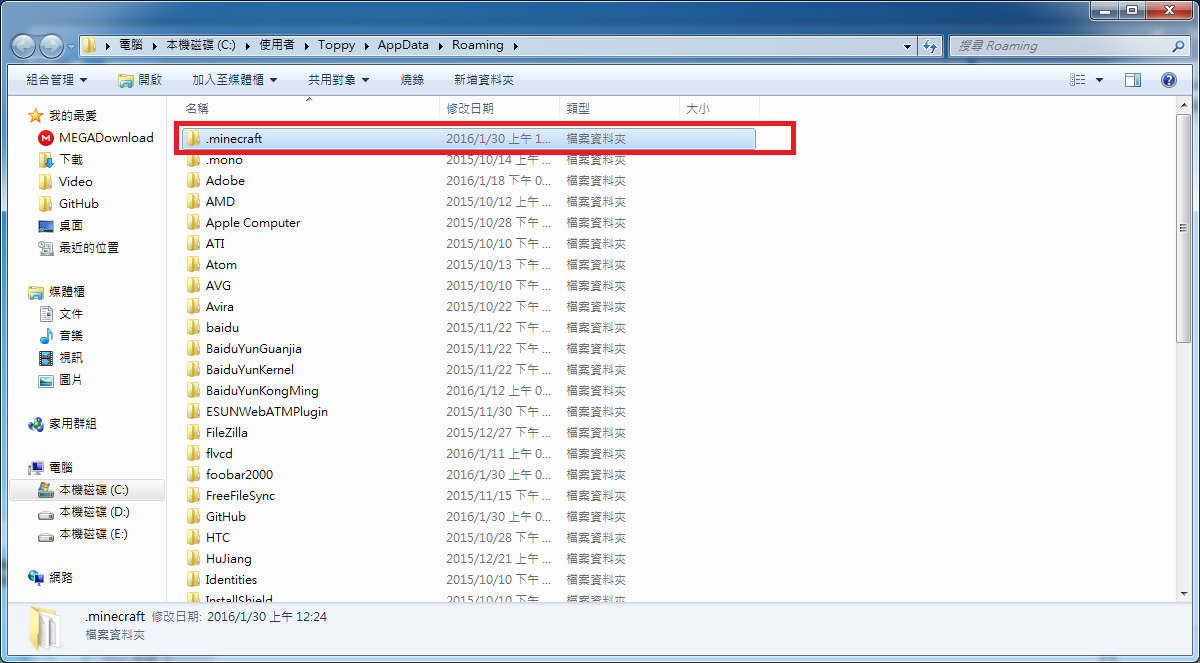 電腦 本機磁碟 (C:) 使用者 Toppy AppData Roaming 搜尋 Roaming
組合管理 開啟 加入至媒體櫃 共用對象 燒錄 新增資料夾
我的最愛
MEGADownload
下載
Video
GitHub
桌面
最近的位置
媒體櫃
文件
音樂
視訊
圖片
家用群組
電腦
本機磁碟 (C:)
本機磁碟 (D:)
本機磁碟 (E:)
網路
名稱 修改日期 類型 大小
.minecraft 2016/1/30 上午 1... 檔案資料夾
.mono 2015/10/14 上午 ... 檔案資料夾
Adobe 2016/1/18 下午 0... 檔案資料夾
AMD 2015/10/12 上午 ... 檔案資料夾
Apple Computer 2015/10/28 下午 ... 檔案資料夾
ATI 2015/10/10 下午 ... 檔案資料夾
Atom 2015/10/13 下午 ... 檔案資料夾
AVG 2015/10/10 下午 ... 檔案資料夾
Avira 2015/10/22 下午 ... 檔案資料夾
baidu 2015/11/22 下午 ... 檔案資料夾
BaiduYunGuanjia 2015/11/22 下午 ... 檔案資料夾
BaiduYunKernel 2015/11/22 下午 ... 檔案資料夾
BaiduYunKongMing 2016/1/12 上午 0... 檔案資料夾
ESUNWebATMPlugin 2015/11/30 下午 ... 檔案資料夾
FileZilla 2015/12/27 下午 ... 檔案資料夾
flvcd 2016/1/11 上午 0... 檔案資料夾
foobar2000 2016/1/30 上午 0... 檔案資料夾
FreeFileSync 2015/11/15 下午 ... 檔案資料夾
GitHub 2016/1/30 上午 0... 檔案資料夾
HTC 2015/10/28 下午 ... 檔案資料夾
HuJiang 2015/12/21 上午 ... 檔案資料夾
Identities 2015/10/10 下午 ... 檔案資料夾
InstallShield 2015/10/10 下午 ... 檔案資料夾
.minecraft 修改日期: 2016/1/30 上午 12:24
檔案資料夾